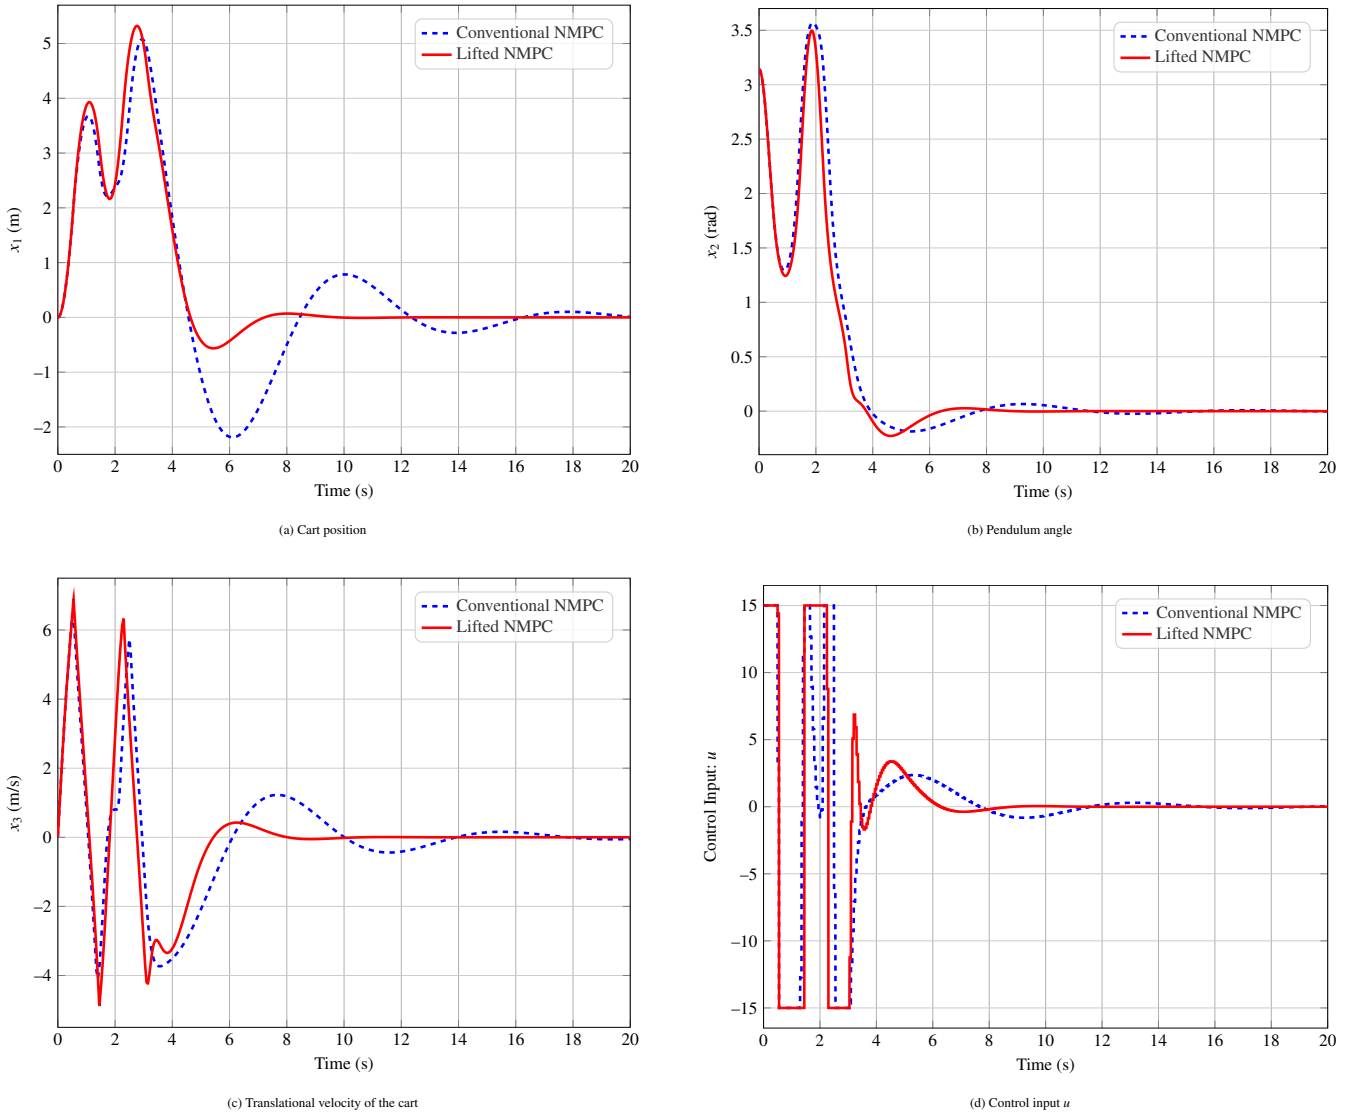 5
4
3
2
1
0
−1
−2
x1 (m)
0 2 4 6 8 10 12 14 16 18 20
Time (s)
Conventional NMPC
Lifted NMPC
(a) Cart position
3.5
3
2.5
2
1.5
1
0.5
0
x2 (rad)
0 2 4 6 8 10 12 14 16 18 20
Time (s)
Conventional NMPC
Lifted NMPC
(b) Pendulum angle
6
4
2
0
−2
−4
x3 (m/s)
0 2 4 6 8 10 12 14 16 18 20
Time (s)
Conventional NMPC
Lifted NMPC
(c) Translational velocity of the cart
15
10
5
0
−5
−10
−15
Control Input: u
0 2 4 6 8 10 12 14 16 18 20
Time (s)
Conventional NMPC
Lifted NMPC
(d) Control input u